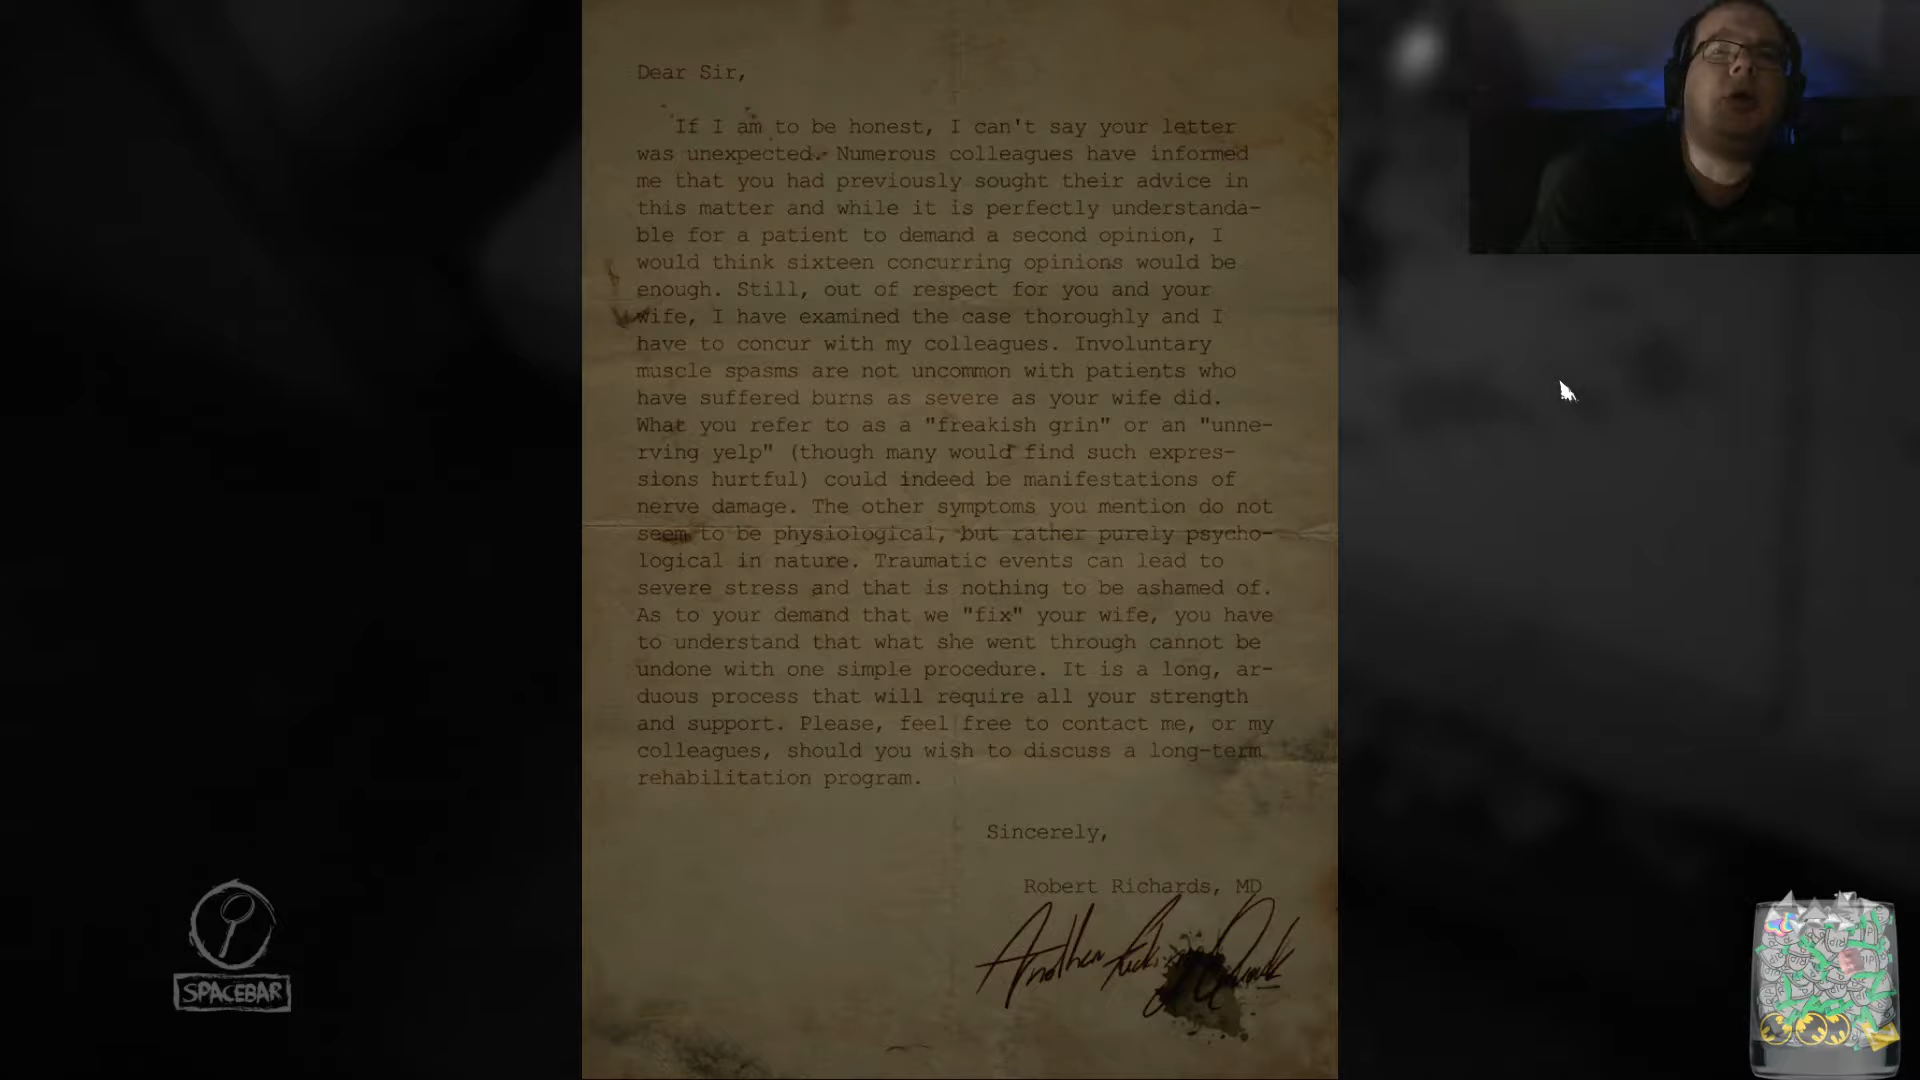 Dear Sir,
If I am to be honest, I can't say your letter
was unexpected. Numerous colleagues have informed
me that you had previously sought their advice in
this matter and while it is perfectly understanda-
ble for a patient to demand a second opinion, I
would think sixteen concurring opinions would be
enough. Still, out of respect for you and your
wife, I have examined the case thoroughly and I
have to concur with my colleagues. Involuntary
muscle spasms are not uncommon with patients who
have suffered burns as severe as your wife did.
What you refer to as a "freakish grin" or an "unne-
rving yelp" (though many would find such expres-
sions hurtful) could indeed be manifestations of
nerve damage. The other symptoms you mention do not
seem to be physiological, but rather purely psycho-
logical in nature. Traumatic events can lead to
severe stress and that is nothing to be ashamed of.
As to your demand that we "fix" your wife, you have
to understand that what she went through cannot be
undone with one simple procedure. It is a long, ar-
duous process that will require all your strength
and support. Please, feel free to contact me, or my
colleagues, should you wish to discuss a long-term
rehabilitation program.
Sincerely,
Robert Richards, MD
Another
SPACEBAR